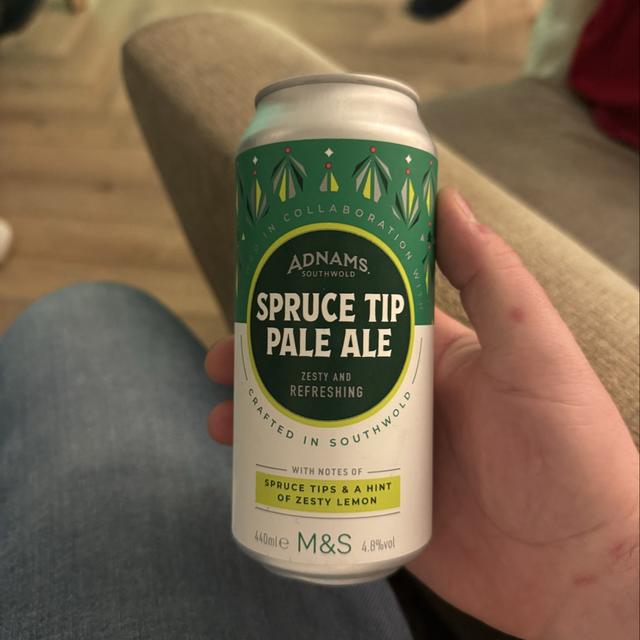 IN COLLABORATION WITH
ADNAMS
SOUTHWOLD
SPRUCE TIP
PALE ALE
ZESTY AND
REFRESHING
CRAFTED IN SOUTHWOLD
WITH NOTES OF
SPRUCE TIPS & A HINT
OF ZESTY LEMON
440ml℮ M&S 4.8%vol